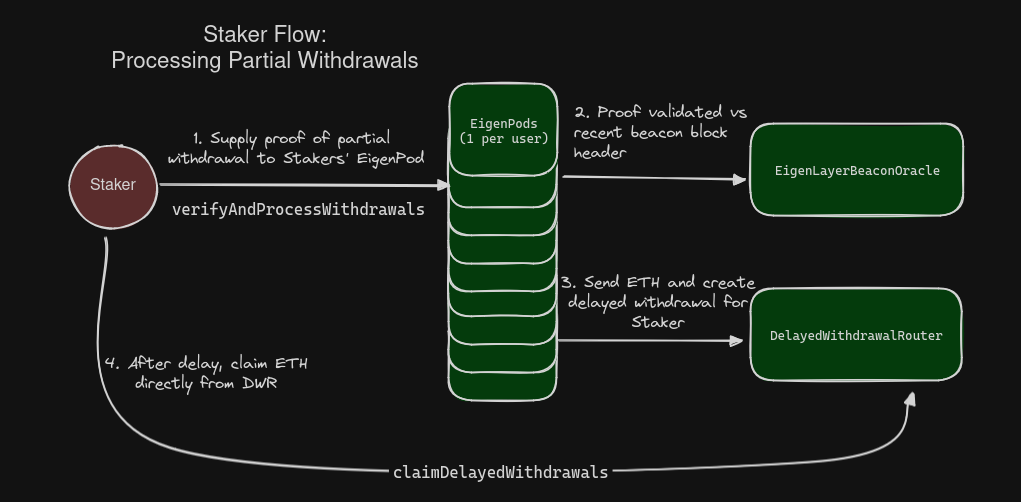 Staker Flow:
Processing Partial Withdrawals
1. Supply proof of partial
withdrawal to Stakers' EigenPod
verifyAndProcessWithdrawals
Staker
EigenPods
(1 per user)
2. Proof validated vs
recent beacon block
header
EigenLayerBeaconOracle
3. Send ETH and create
delayed withdrawal for
Staker
DelayedWithdrawalRouter
4. After delay, claim ETH
directly from DWR
claimDelayedWithdrawals